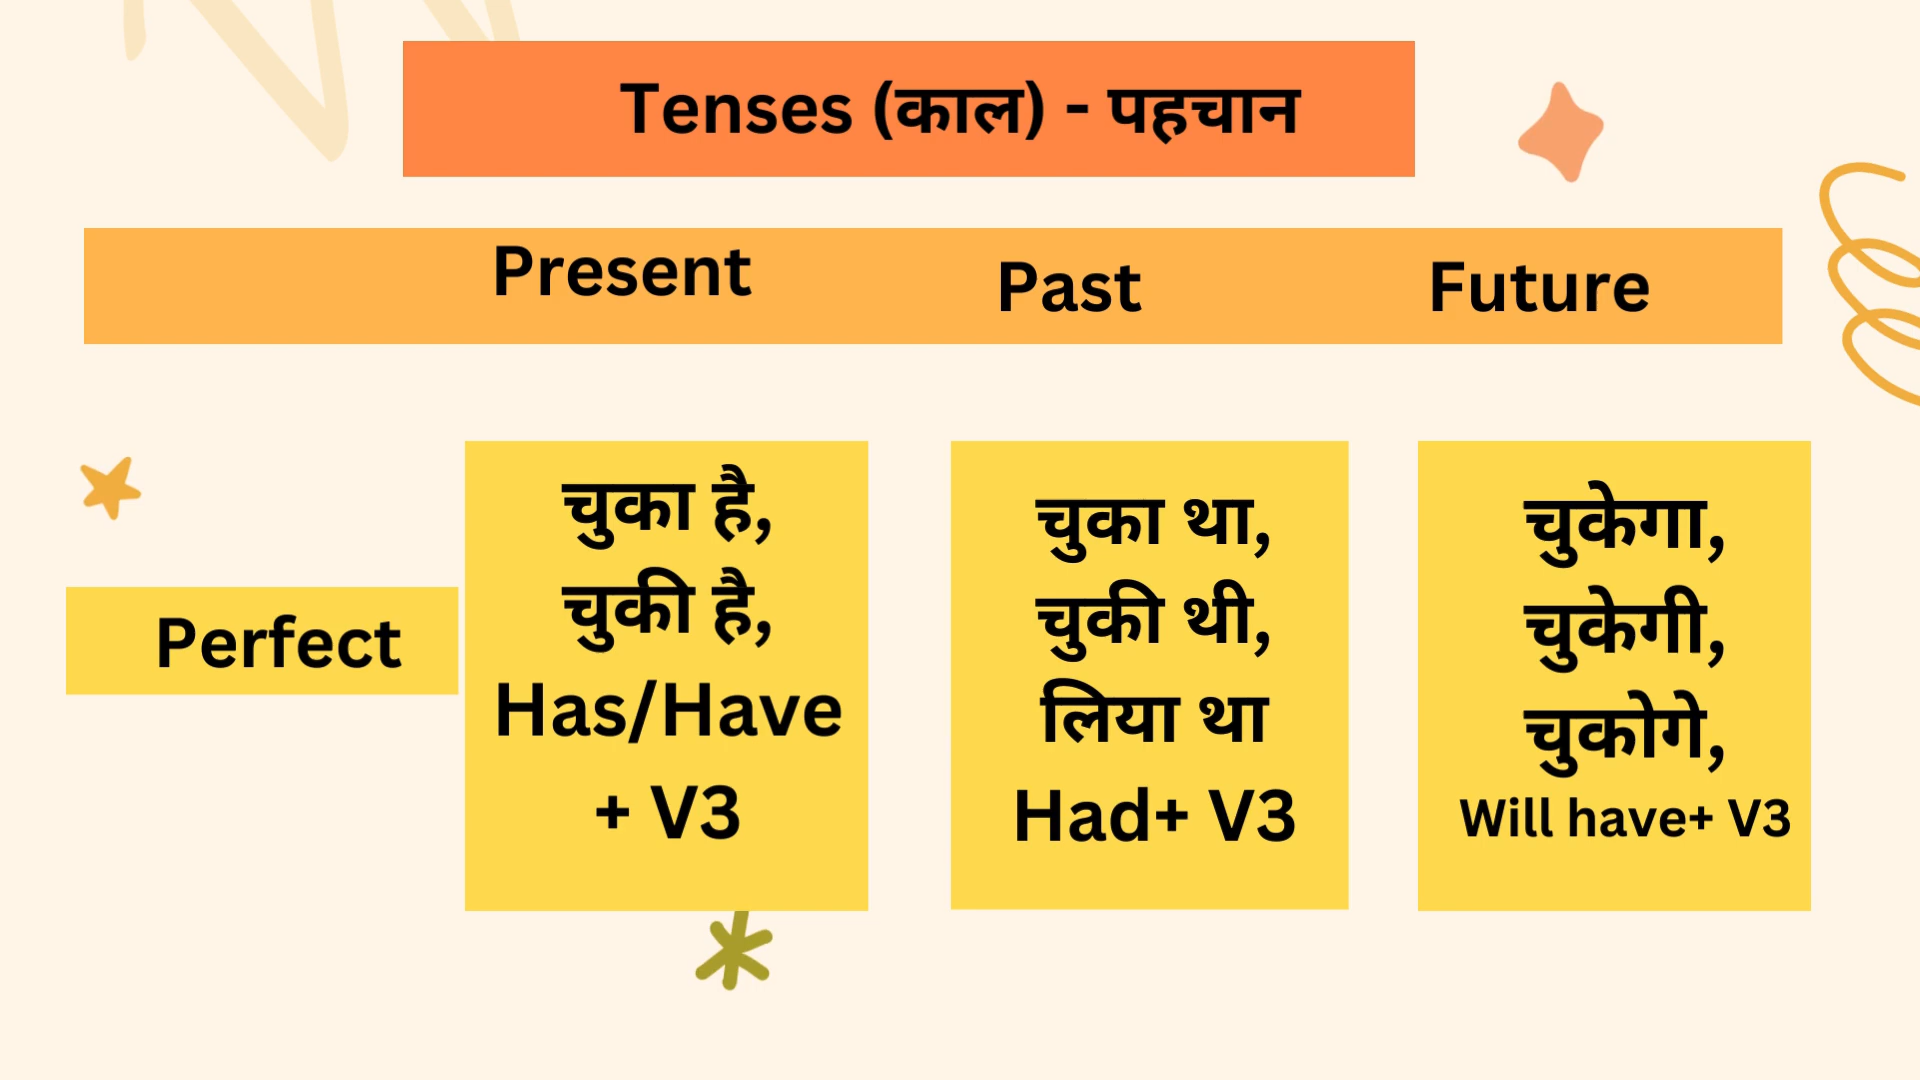 Tenses (काल) - पहचान
Present Past Future
Perfect
चुका है,
चुकी है,
Has/Have
+ V3
चुका था,
चुकी थी,
लिया था
Had+ V3
चुकेगा,
चुकेगी,
चुकोगे,
Will have+ V3